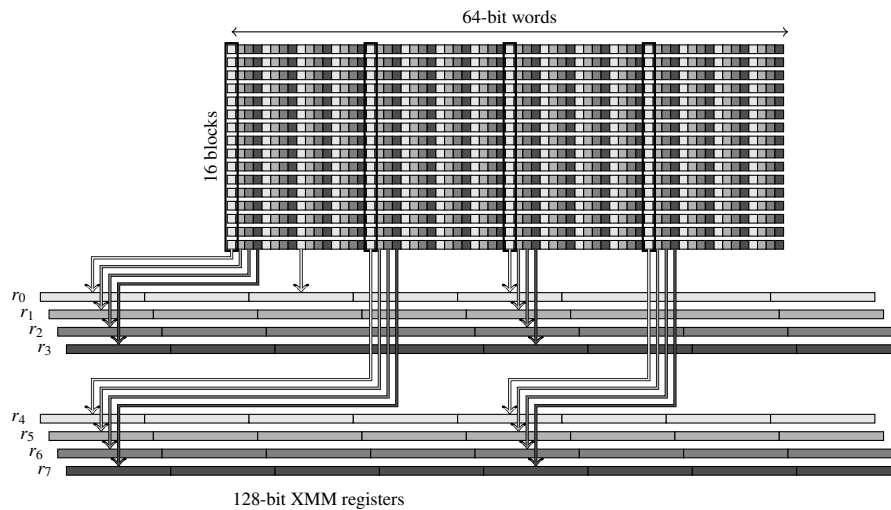 64-bit words
16 blocks
r0
r1
r2
r3
r4
r5
r6
r7
128-bit XMM registers